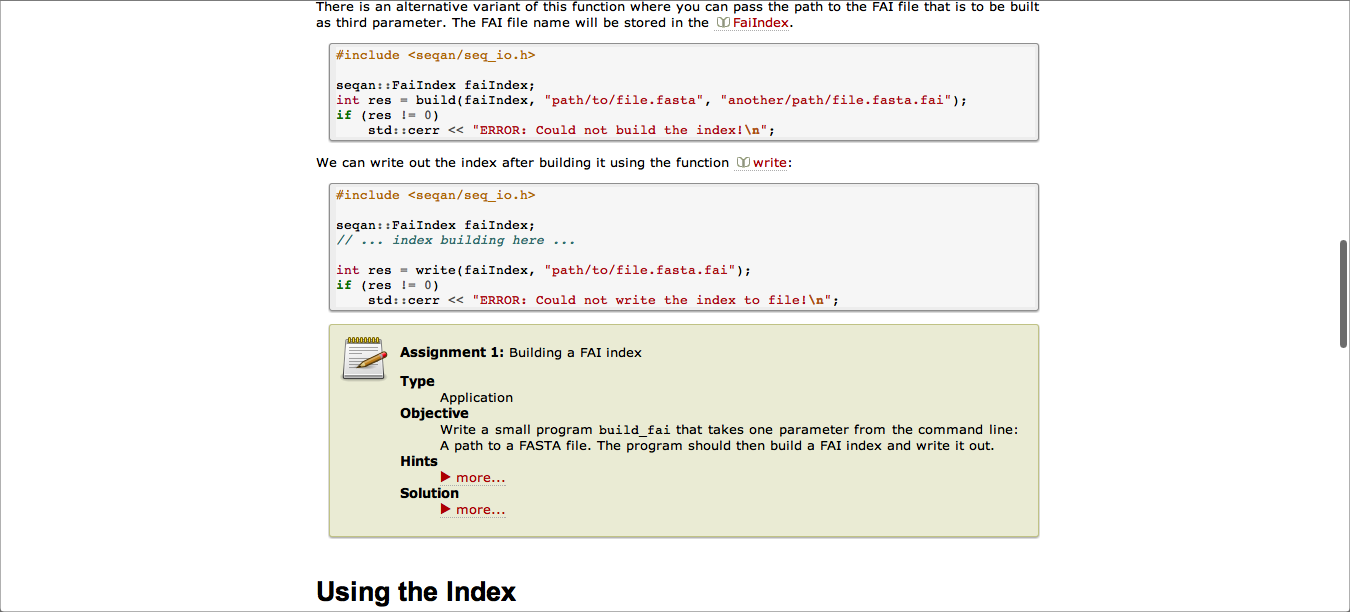 There is an alternative variant of this function where you can pass the path to the FAI file that is to be built
as third parameter. The FAI file name will be stored in the FaiIndex.
#include <seqan/seq_io.h>
seqan::FaiIndex faiIndex;
int res = build(faiIndex, "path/to/file.fasta", "another/path/file.fasta.fai");
if (res != 0)
    std::cerr << "ERROR: Could not build the index!\n";
We can write out the index after building it using the function write:
#include <seqan/seq_io.h>
seqan::FaiIndex faiIndex;
// ... index building here ...
int res = write(faiIndex, "path/to/file.fasta.fai");
if (res != 0)
    std::cerr << "ERROR: Could not write the index to file!\n";
Assignment 1: Building a FAI index
Type
Application
Objective
Write a small program build_fai that takes one parameter from the command line:
A path to a FASTA file. The program should then build a FAI index and write it out.
Hints
more...
Solution
more...
Using the Index